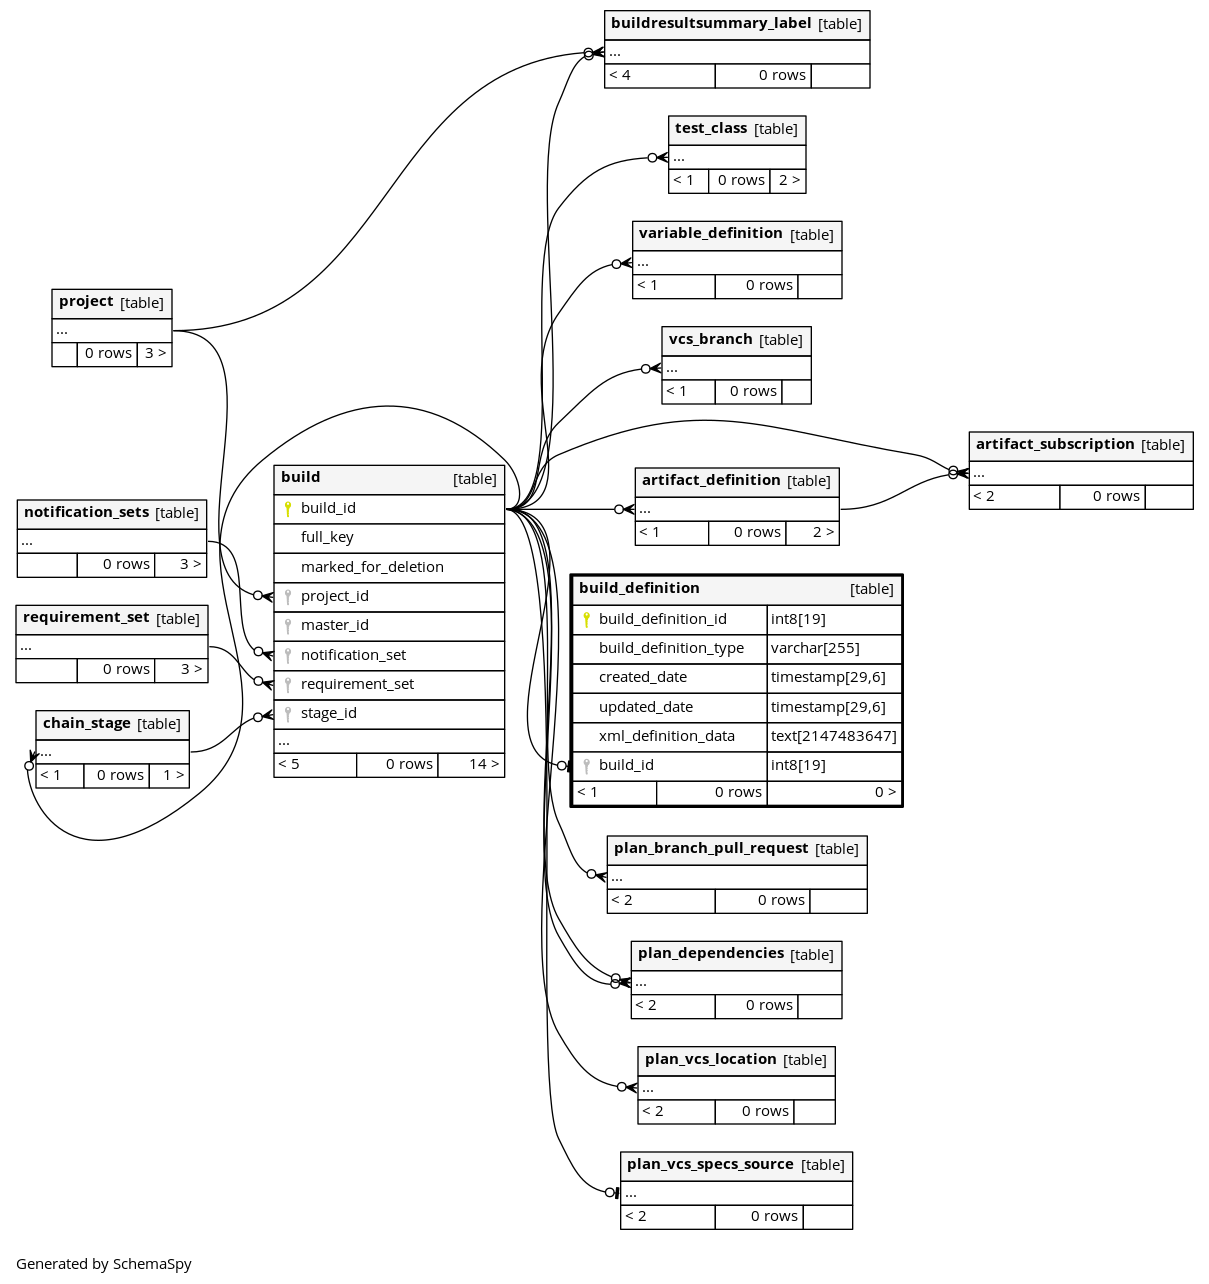 buildresultsummary_label [table]
...
< 4 0 rows
test_class [table]
...
< 1 0 rows 2 >
variable_definition [table]
...
< 1 0 rows
project [table]
...
0 rows 3 >
vcs_branch [table]
...
< 1 0 rows
artifact_subscription [table]
...
< 2 0 rows
build [table]
build_id
full_key
marked_for_deletion
project_id
master_id
notification_set
requirement_set
stage_id
...
< 5 0 rows 14 >
artifact_definition [table]
...
< 1 0 rows 2 >
notification_sets [table]
...
0 rows 3 >
requirement_set [table]
...
0 rows 3 >
chain_stage [table]
...
< 1 0 rows 1 >
build_definition [table]
build_definition_id int8[19]
build_definition_type varchar[255]
created_date timestamp[29,6]
updated_date timestamp[29,6]
xml_definition_data text[2147483647]
build_id int8[19]
< 1 0 rows 0 >
plan_branch_pull_request [table]
...
< 2 0 rows
plan_dependencies [table]
...
< 2 0 rows
plan_vcs_location [table]
...
< 2 0 rows
plan_vcs_specs_source [table]
...
< 2 0 rows
Generated by SchemaSpy